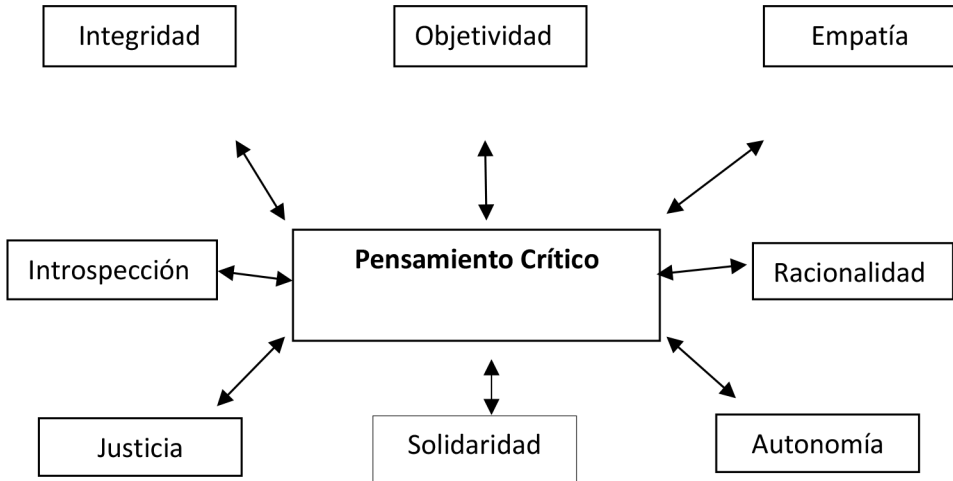 Integridad
Objetividad
Empatía
Pensamiento Crítico
Introspección
Racionalidad
Justicia
Solidaridad
Autonomía